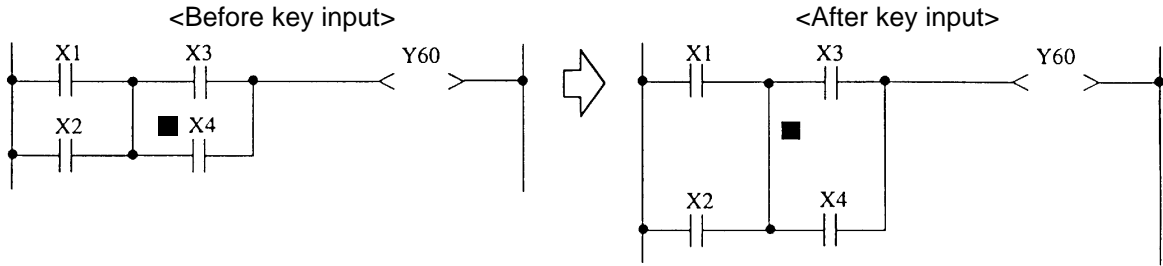 <Before key input>
<After key input>
X1 X3 Y60
X2 X4
X1 X3 Y60
X2 X4